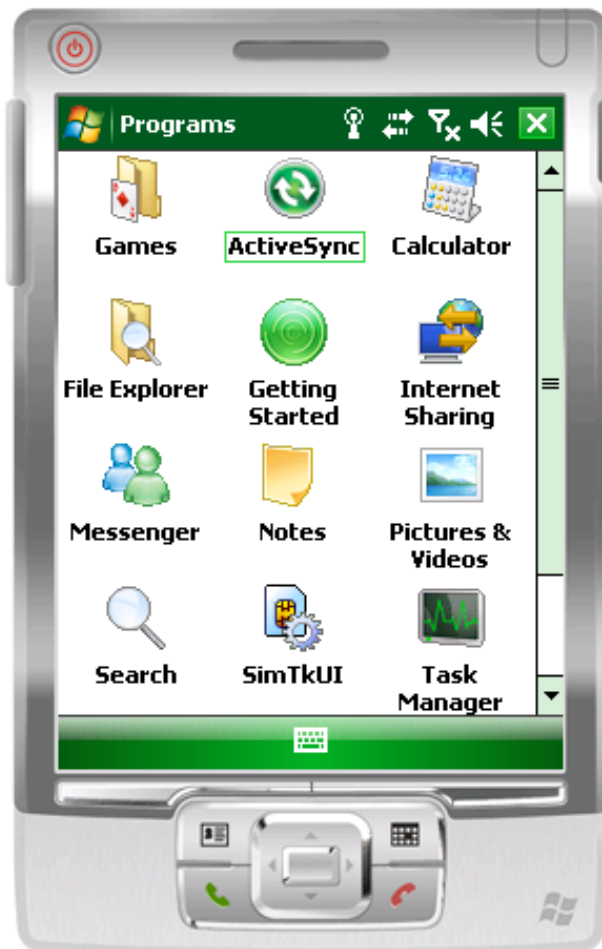 Programs
Games
ActiveSync
Calculator
File Explorer
Getting
Started
Internet
Sharing
Messenger
Notes
Pictures &
Videos
Search
SimTkUI
Task
Manager